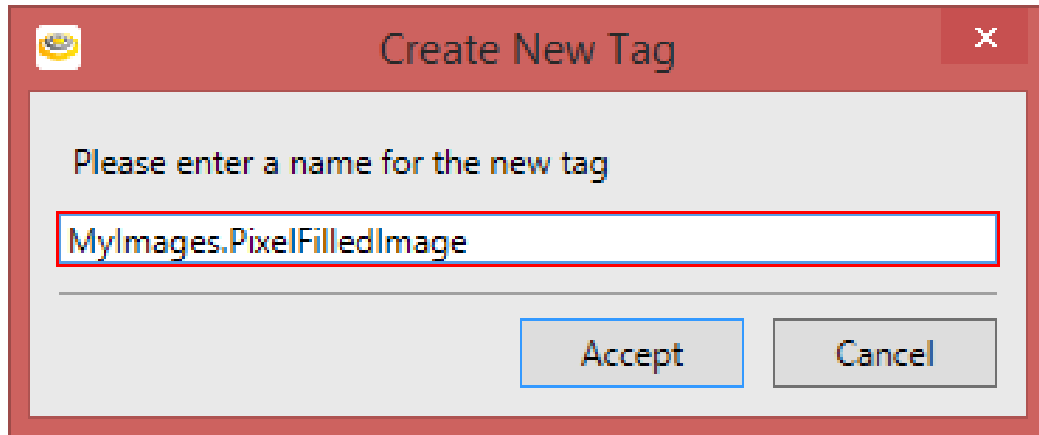 Create New Tag
Please enter a name for the new tag
MyImages.PixelFilledImage
Accept
Cancel